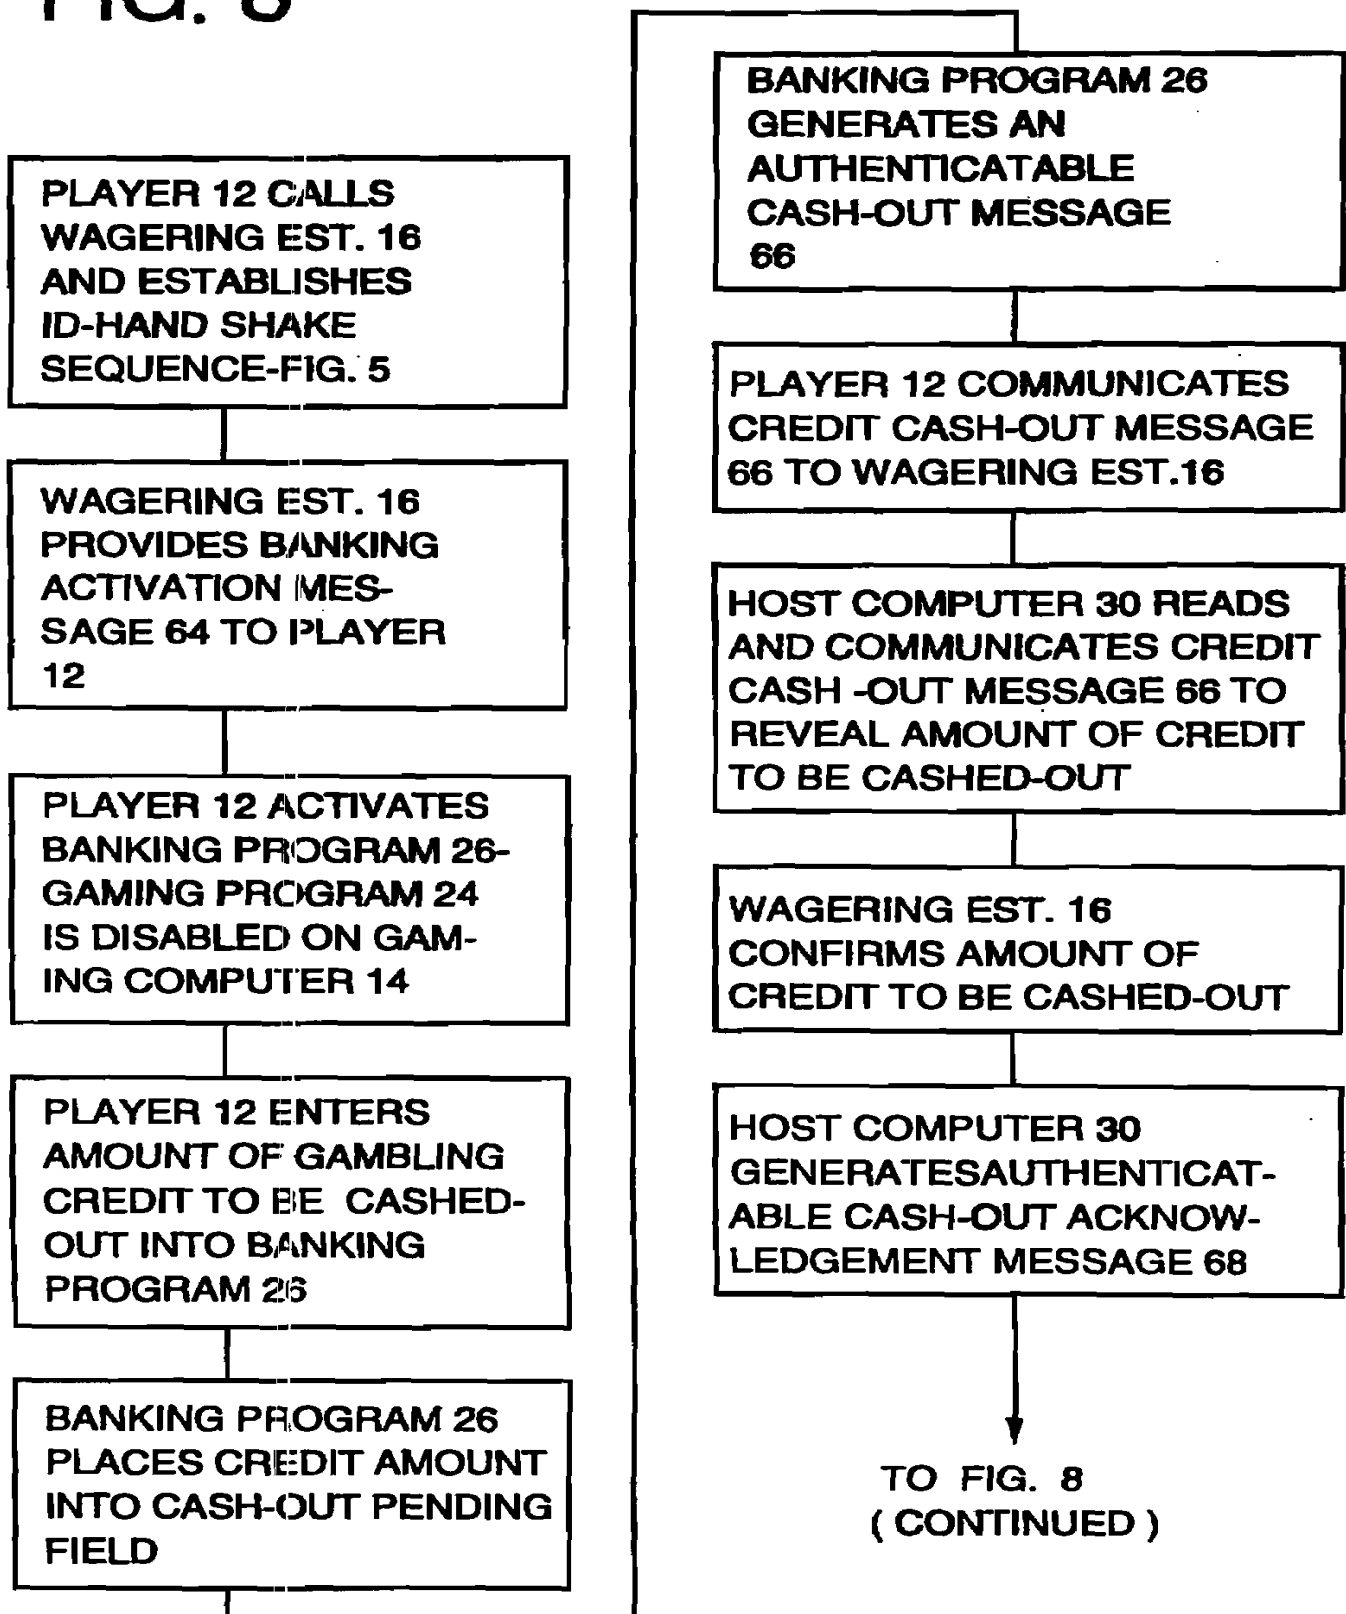 FIG. 8
PLAYER 12 CALLS
WAGERING EST. 16
AND ESTABLISHES
ID-HAND SHAKE
SEQUENCE-FIG. 5
WAGERING EST. 16
PROVIDES BANKING
ACTIVATION MES-
SAGE 64 TO PLAYER
12
PLAYER 12 ACTIVATES
BANKING PROGRAM 26-
GAMING PROGRAM 24
IS DISABLED ON GAM-
ING COMPUTER 14
PLAYER 12 ENTERS
AMOUNT OF GAMBLING
CREDIT TO BE CASHED-
OUT INTO BANKING
PROGRAM 26
BANKING PROGRAM 26
PLACES CREDIT AMOUNT
INTO CASH-OUT PENDING
FIELD
BANKING PROGRAM 26
GENERATES AN
AUTHENTICATABLE
CASH-OUT MESSAGE
66
PLAYER 12 COMMUNICATES
CREDIT CASH-OUT MESSAGE
66 TO WAGERING EST.16
HOST COMPUTER 30 READS
AND COMMUNICATES CREDIT
CASH -OUT MESSAGE 66 TO
REVEAL AMOUNT OF CREDIT
TO BE CASHED-OUT
WAGERING EST. 16
CONFIRMS AMOUNT OF
CREDIT TO BE CASHED-OUT
HOST COMPUTER 30
GENERATESAUTHENTICAT-
ABLE CASH-OUT ACKNOW-
LEDGEMENT MESSAGE 68
TO FIG. 8
( CONTINUED )